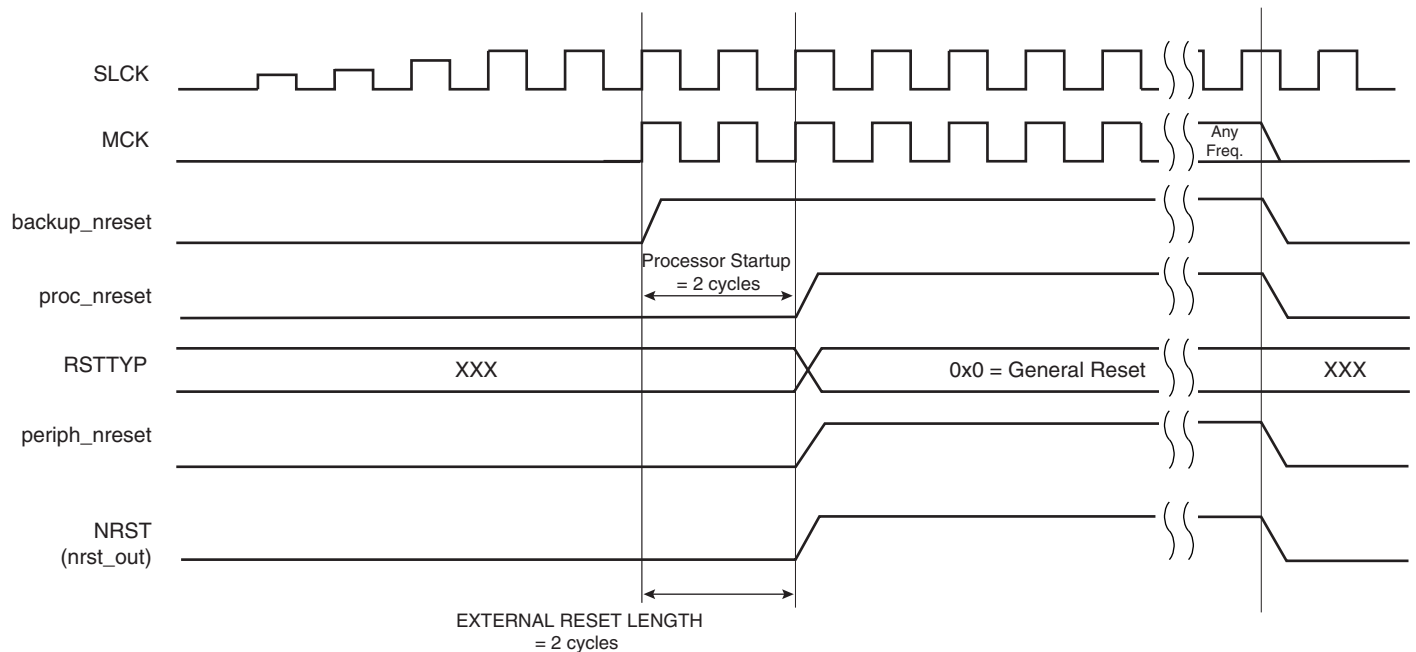 SLCK
MCK
Any
Freq.
backup_nreset
Processor Startup
= 2 cycles
proc_nreset
RSTTYP
XXX
0x0 = General Reset
XXX
periph_nreset
NRST
(nrst_out)
EXTERNAL RESET LENGTH
= 2 cycles